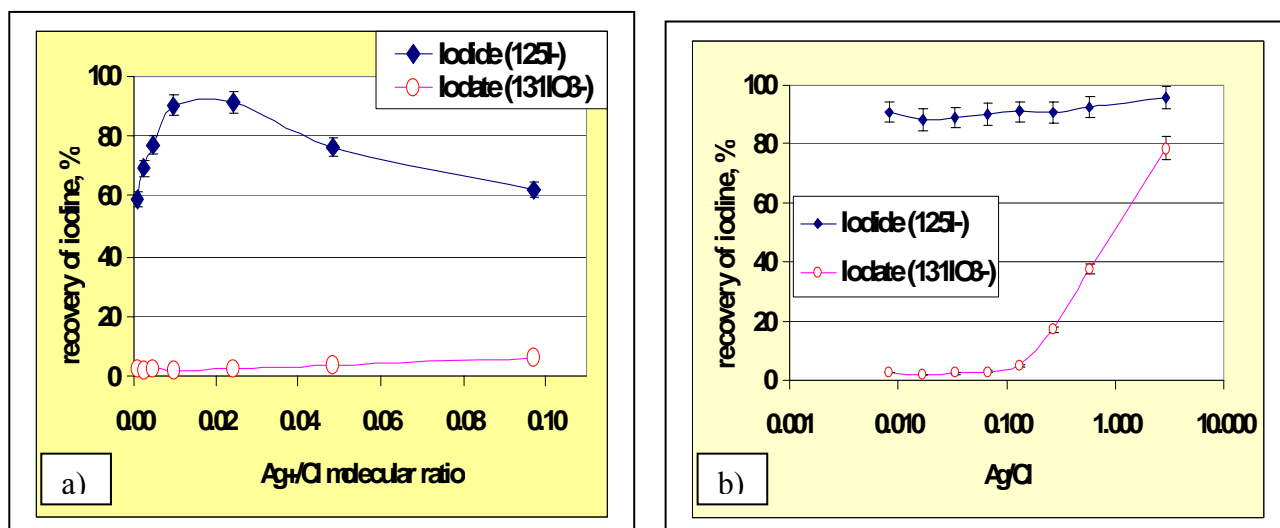 Iodide (125I-)
Iodate (131IO3-)
recovery of iodine, %
100
80
60
40
20
0
0.00 0.02 0.04 0.06 0.08 0.10
Ag+/Cl molecular ratio
a)
recovery of iodine, %
100
80
60
40
20
0
Iodide (125I-)
Iodate (131IO3-)
0.001 0.010 0.100 1.000 10.000
Ag/Cl
b)